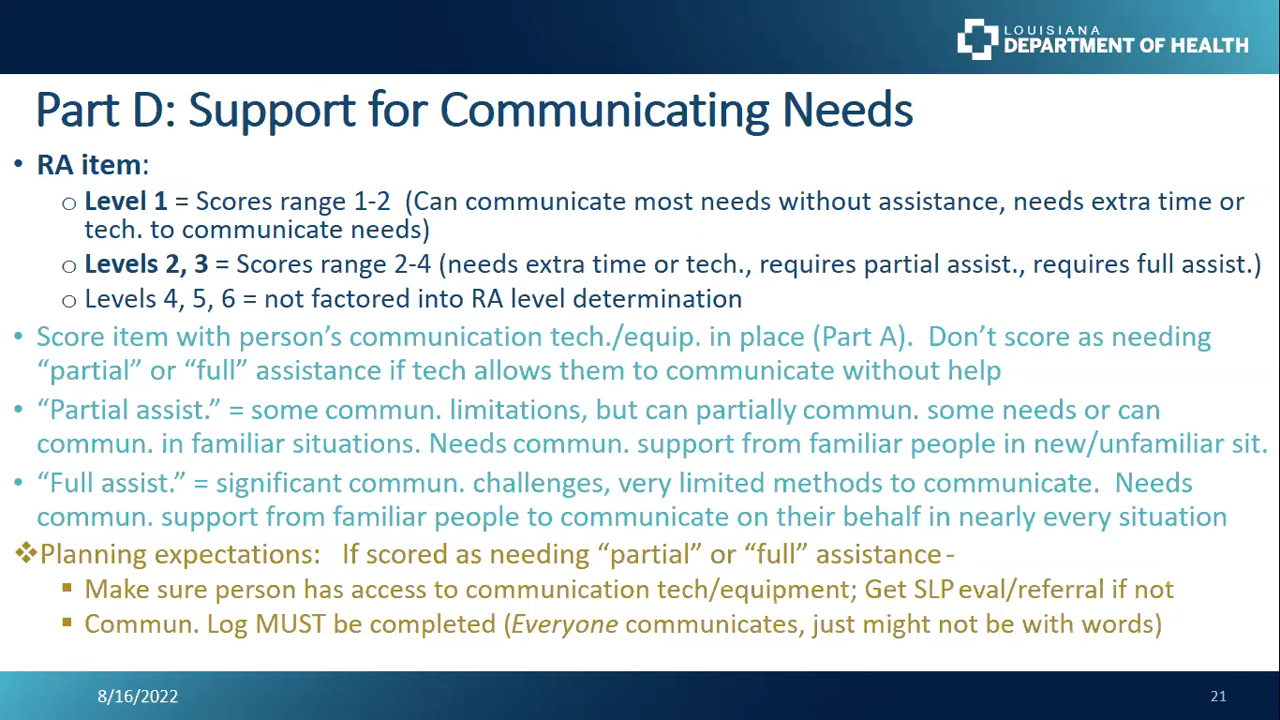 LOUISIANA
DEPARTMENT OF HEALTH
Part D: Support for Communicating Needs
• RA item:
o Level 1 = Scores range 1-2 (Can communicate most needs without assistance, needs extra time or
tech. to communicate needs)
o Levels 2, 3 = Scores range 2-4 (needs extra time or tech., requires partial assist., requires full assist.)
o Levels 4, 5, 6 = not factored into RA level determination
• Score item with person’s communication tech./equip. in place (Part A). Don’t score as needing
“partial” or “full” assistance if tech allows them to communicate without help
• “Partial assist.” = some commun. limitations, but can partially commun. some needs or can
commun. in familiar situations. Needs commun. support from familiar people in new/unfamiliar sit.
• “Full assist.” = significant commun. challenges, very limited methods to communicate. Needs
commun. support from familiar people to communicate on their behalf in nearly every situation
❖Planning expectations: If scored as needing “partial” or “full” assistance -
▪ Make sure person has access to communication tech/equipment; Get SLP eval/referral if not
▪ Commun. Log MUST be completed (Everyone communicates, just might not be with words)
8/16/2022
21